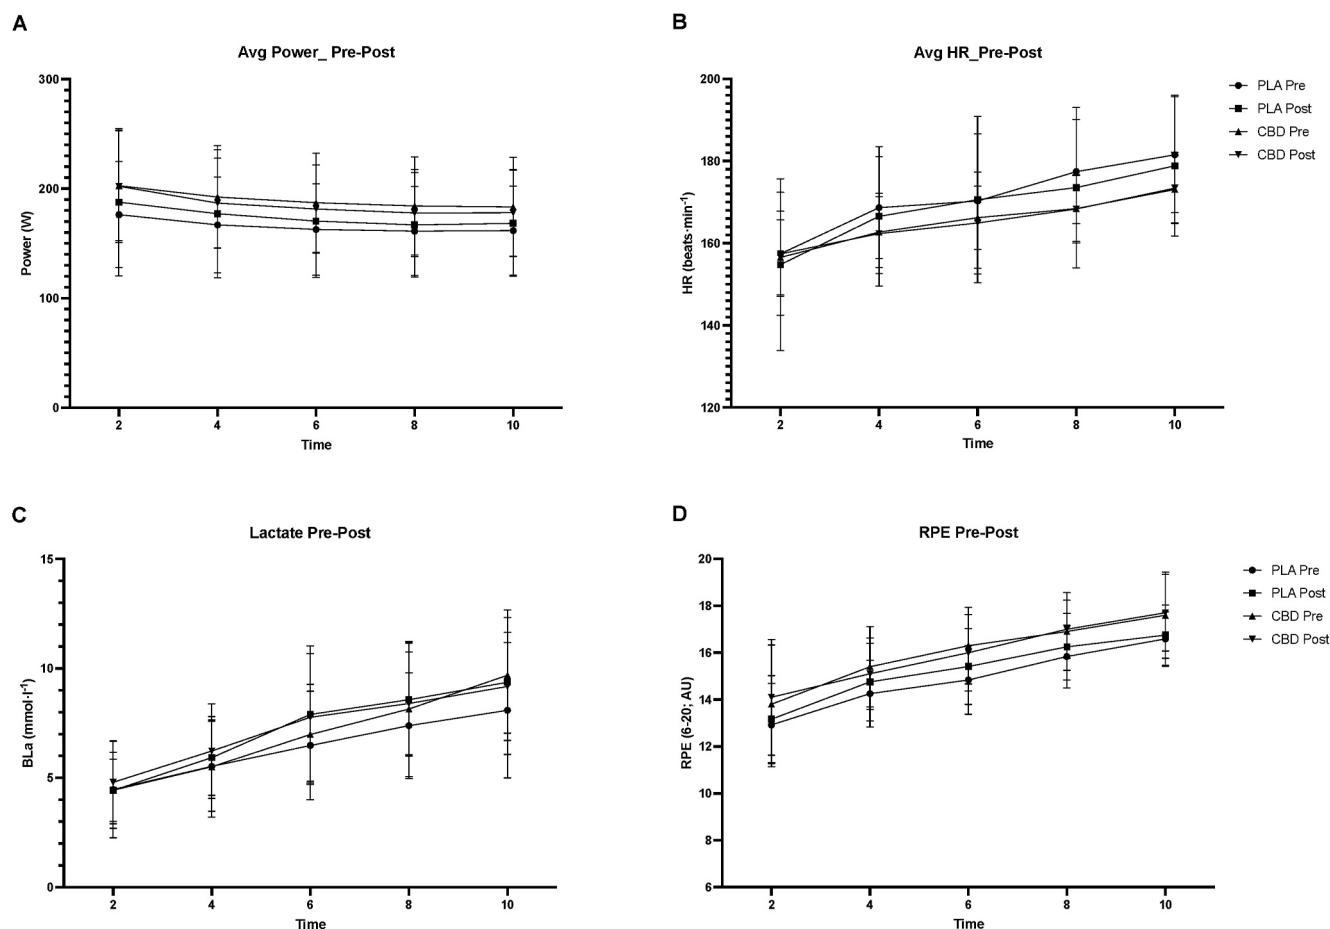 A
Avg Power_ Pre-Post
300
200
100
0
Power (W)
2 4 6 8 10
Time
B
Avg HR_Pre-Post
200
180
160
140
120
HR (beats·min⁻¹)
2 4 6 8 10
Time
PLA Pre
PLA Post
CBD Pre
CBD Post
C
Lactate Pre-Post
15
10
5
0
BLa (mmol·l⁻¹)
2 4 6 8 10
Time
D
RPE Pre-Post
20
18
16
14
12
10
8
6
RPE (6-20; AU)
2 4 6 8 10
Time
PLA Pre
PLA Post
CBD Pre
CBD Post